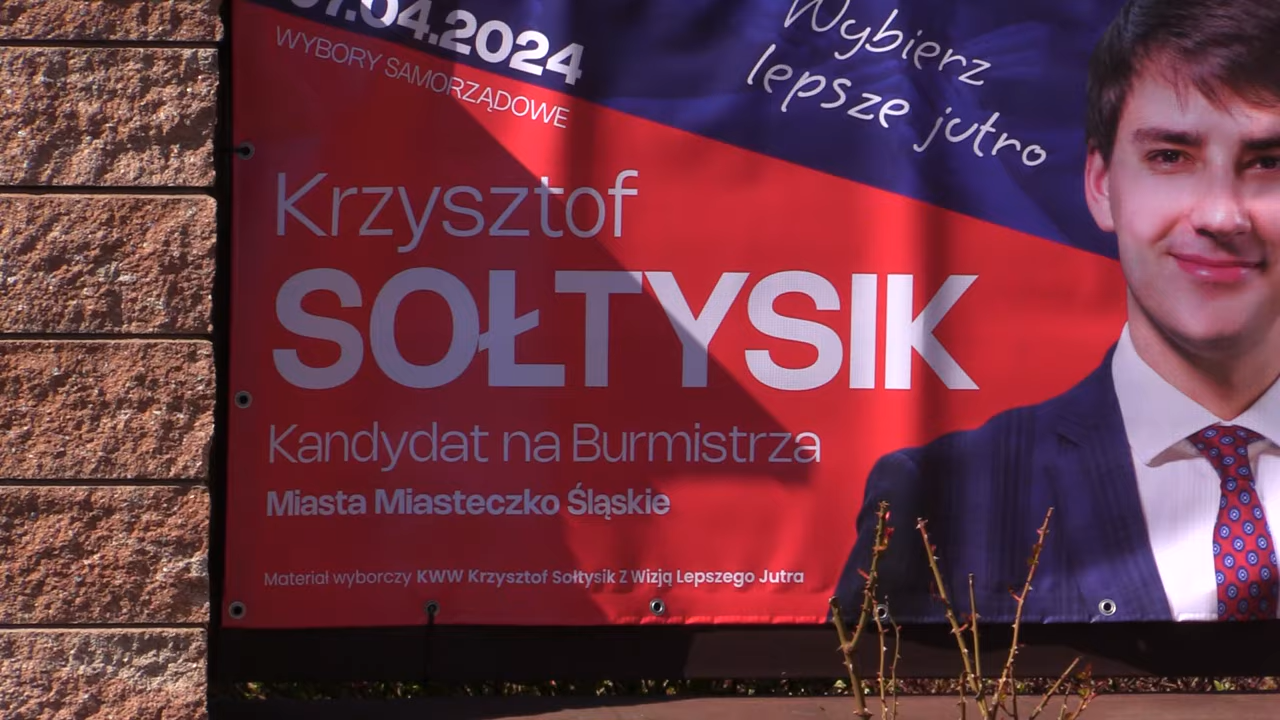 07.04.2024
WYBORY SAMORZĄDOWE
Wybierz
lepsze jutro
Krzysztof
SOŁTYSIK
Kandydat na Burmistrza
Miasta Miasteczko Śląskie
Materiał wyborczy KWW Krzysztof Sołtysik Z Wizją Lepszego Jutra